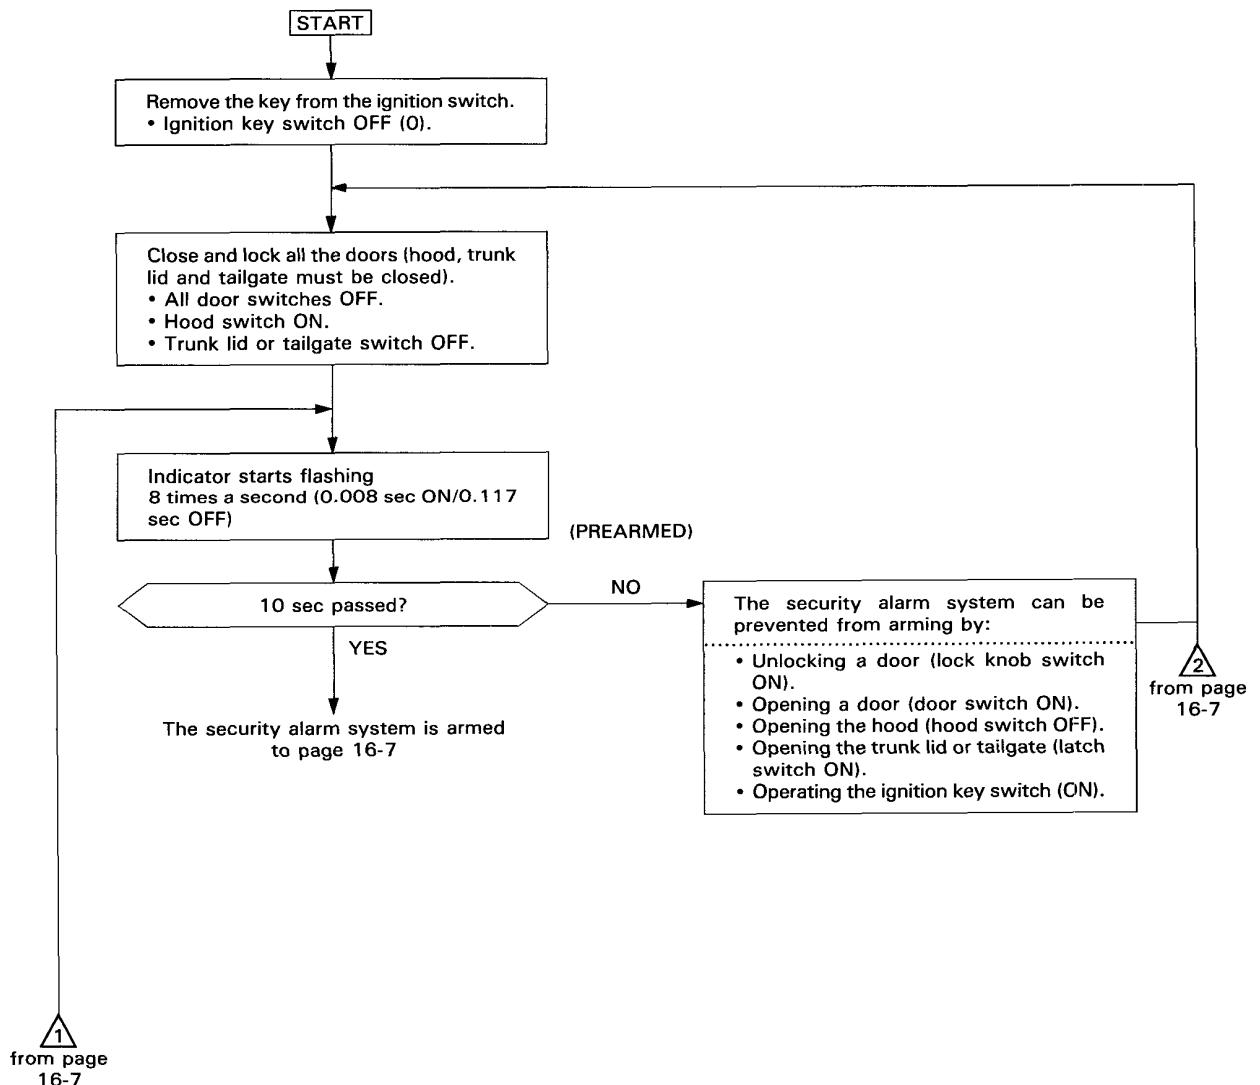 START
Remove the key from the ignition switch.
• Ignition key switch OFF (0).
Close and lock all the doors (hood, trunk
lid and tailgate must be closed).
• All door switches OFF.
• Hood switch ON.
• Trunk lid or tailgate switch OFF.
Indicator starts flashing
8 times a second (0.008 sec ON/0.117
sec OFF)
(PREARMED)
10 sec passed?
NO
YES
The security alarm system is armed
to page 16-7
The security alarm system can be
prevented from arming by:
• Unlocking a door (lock knob switch
ON).
• Opening a door (door switch ON).
• Opening the hood (hood switch OFF).
• Opening the trunk lid or tailgate (latch
switch ON).
• Operating the ignition key switch (ON).
2
from page
16-7
1
from page
16-7